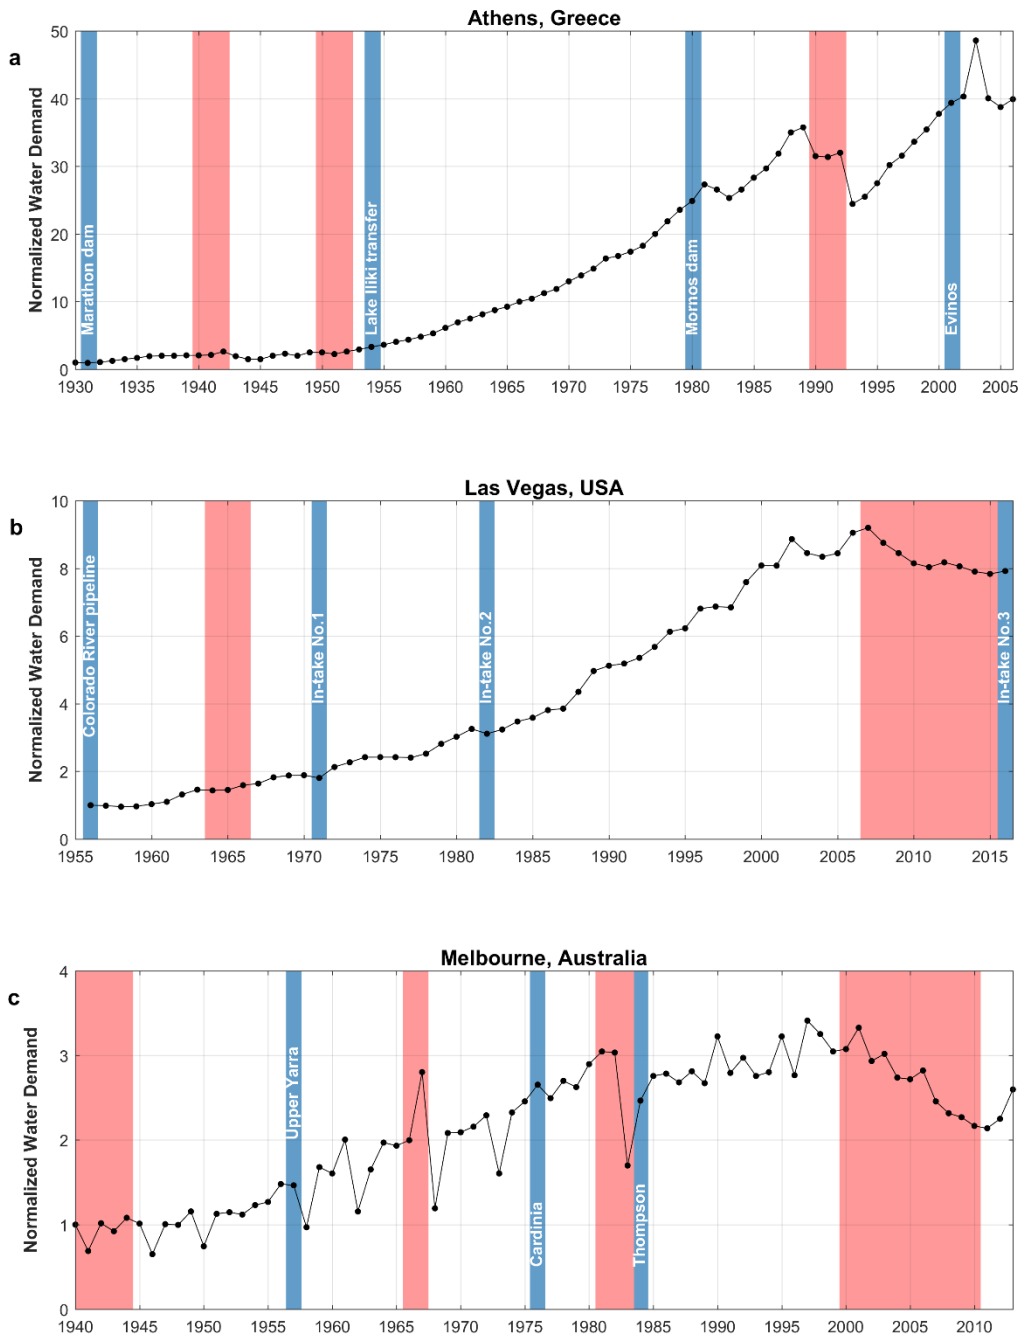 Athens, Greece
a
Normalized Water Demand
50
40
30
20
10
0
Marathon dam
Lake Iliki transfer
Mornos dam
Evinos
1930 1935 1940 1945 1950 1955 1960 1965 1970 1975 1980 1985 1990 1995 2000 2005
Las Vegas, USA
b
Normalized Water Demand
10
8
6
4
2
0
Colorado River pipeline
In-take No.1
In-take No.2
In-take No.3
1955 1960 1965 1970 1975 1980 1985 1990 1995 2000 2005 2010 2015
Melbourne, Australia
c
Normalized Water Demand
4
3
2
1
0
Upper Yarra
Cardinia
Thompson
1940 1945 1950 1955 1960 1965 1970 1975 1980 1985 1990 1995 2000 2005 2010